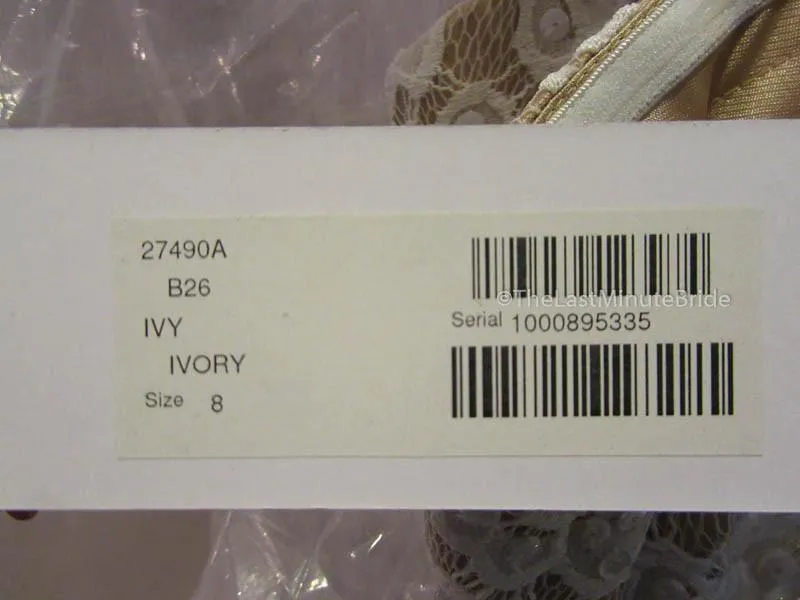 27490A
B26
IVY
IVORY
Size 8
©TheLastMinuteBride
Serial 1000895335